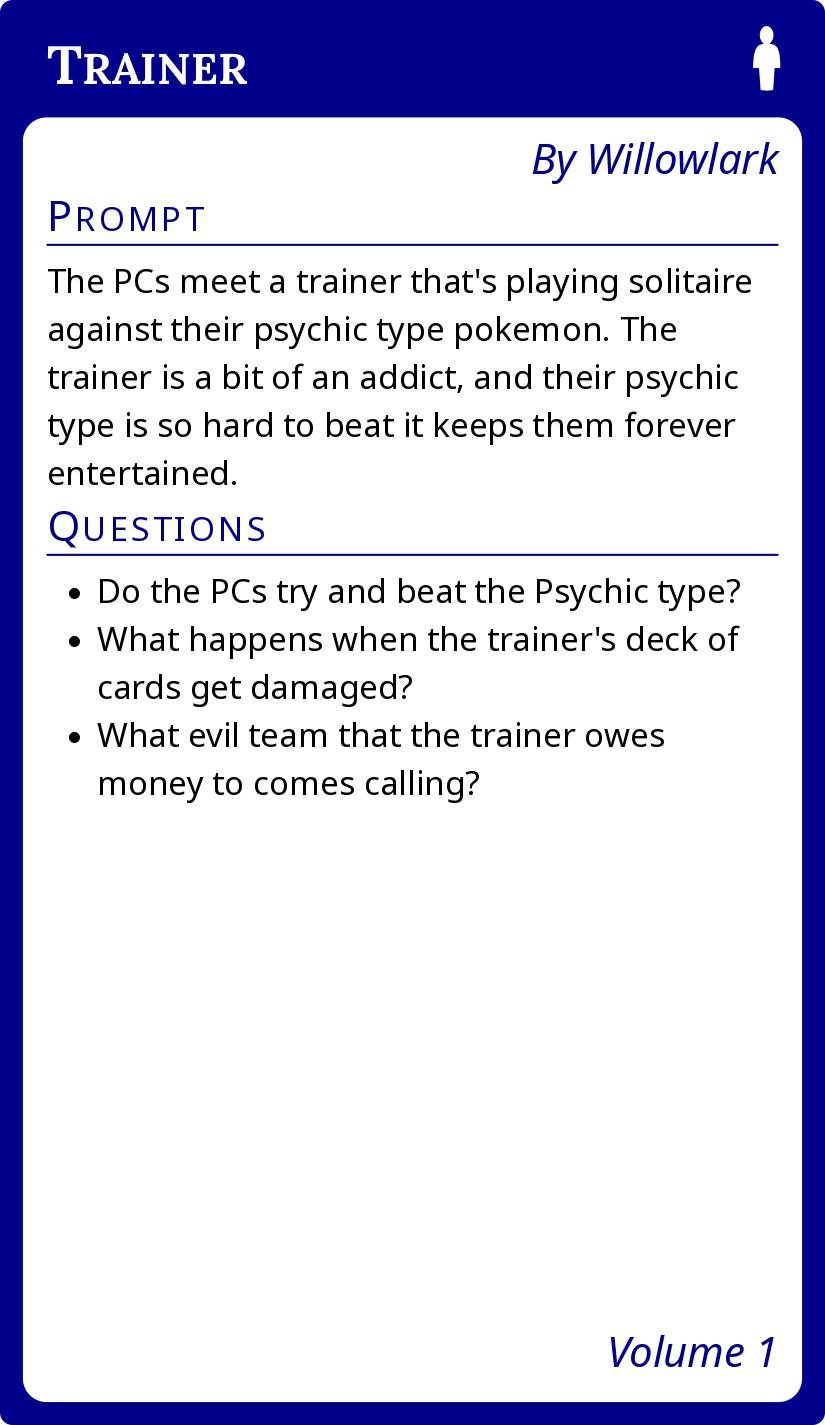 Trainer
By Willowlark
Prompt
The PCs meet a trainer that's playing solitaire
against their psychic type pokemon. The
trainer is a bit of an addict, and their psychic
type is so hard to beat it keeps them forever
entertained.
Questions
• Do the PCs try and beat the Psychic type?
• What happens when the trainer's deck of
cards get damaged?
• What evil team that the trainer owes
money to comes calling?
Volume 1